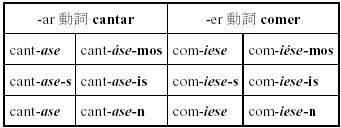 -ar 動詞 cantar -er 動詞 comer
cant-ase cant-áse-mos com-iese com-iése-mos
cant-ase-s cant-ase-is com-iese-s com-iese-is
cant-ase cant-ase-n com-iese com-iese-n